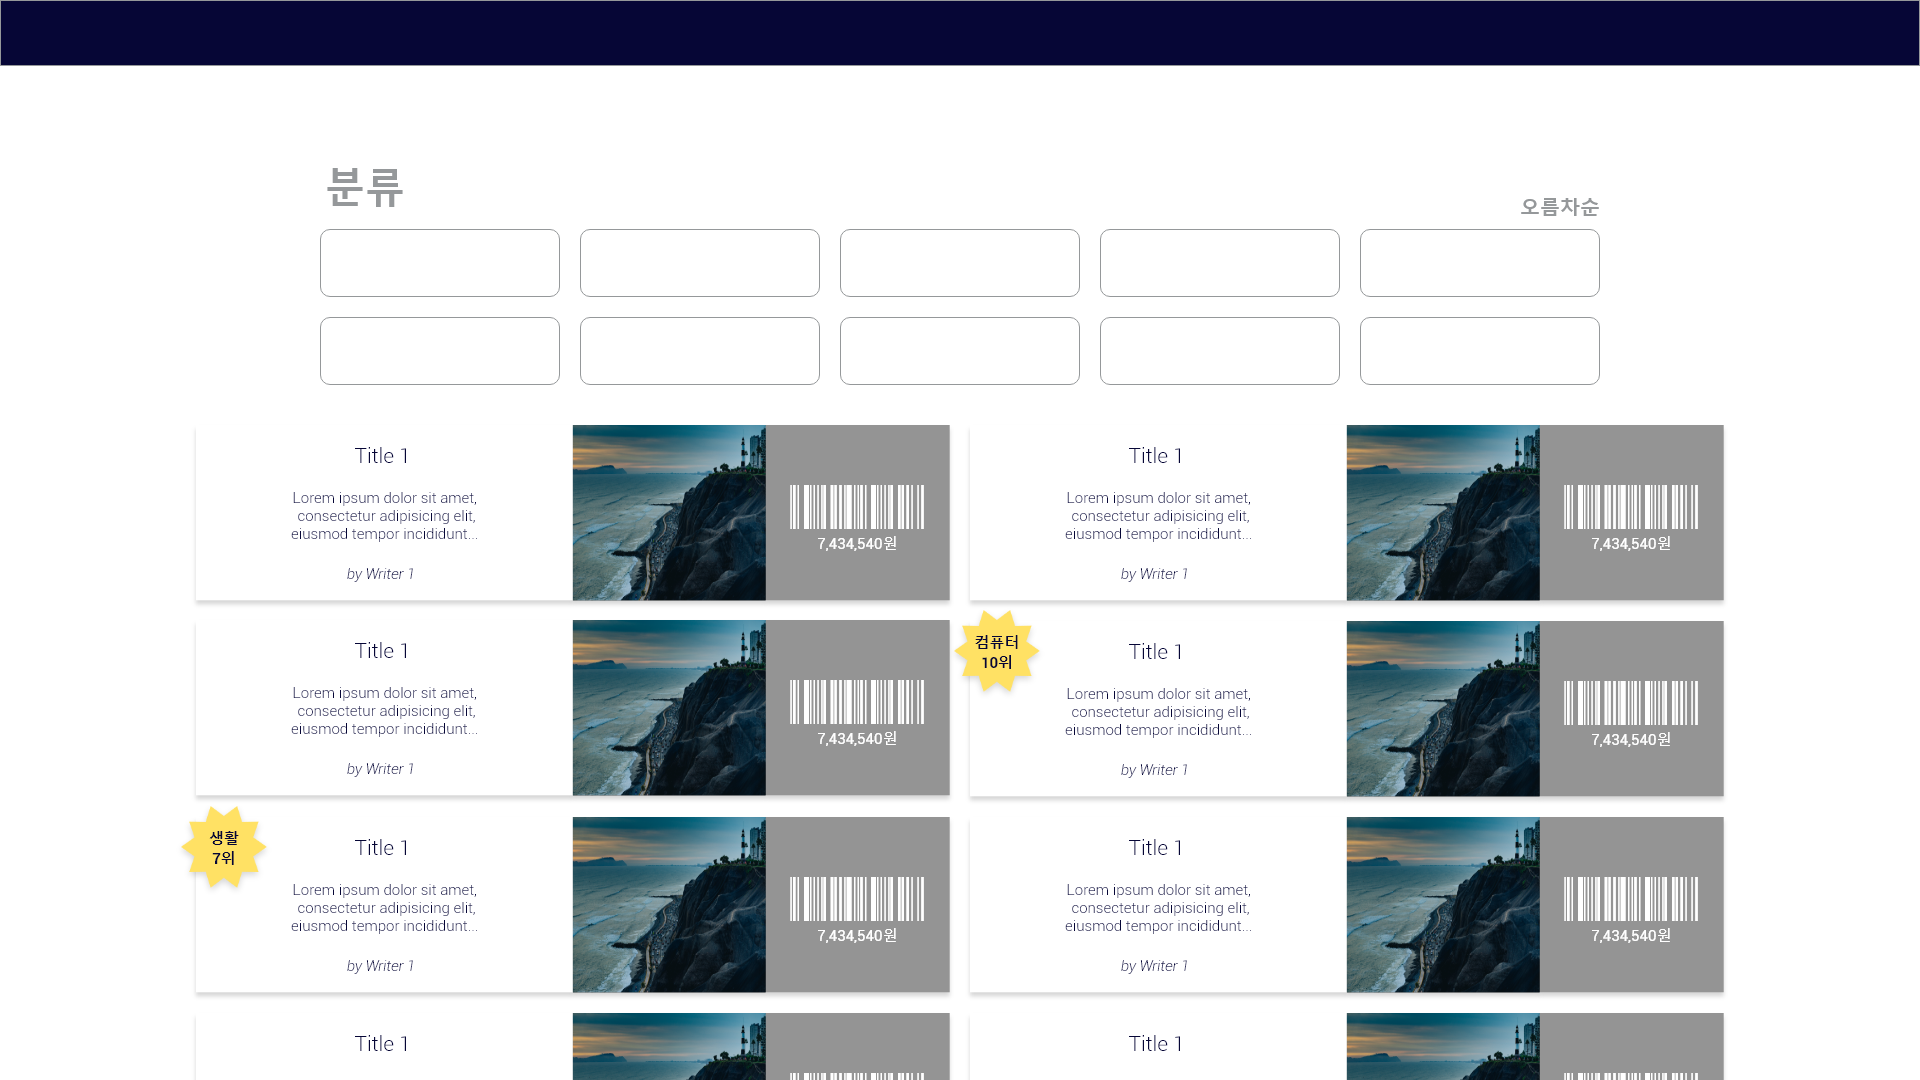 분류
오름차순
Title 1
Lorem ipsum dolor sit amet,
consectetur adipisicing elit,
eiusmod tempor incididunt...
by Writer 1
7,434,540원
Title 1
Lorem ipsum dolor sit amet,
consectetur adipisicing elit,
eiusmod tempor incididunt...
by Writer 1
7,434,540원
Title 1
Lorem ipsum dolor sit amet,
consectetur adipisicing elit,
eiusmod tempor incididunt...
by Writer 1
7,434,540원
컴퓨터
10위
Title 1
Lorem ipsum dolor sit amet,
consectetur adipisicing elit,
eiusmod tempor incididunt...
by Writer 1
7,434,540원
생활
7위
Title 1
Lorem ipsum dolor sit amet,
consectetur adipisicing elit,
eiusmod tempor incididunt...
by Writer 1
7,434,540원
Title 1
Lorem ipsum dolor sit amet,
consectetur adipisicing elit,
eiusmod tempor incididunt...
by Writer 1
7,434,540원
Title 1
Title 1